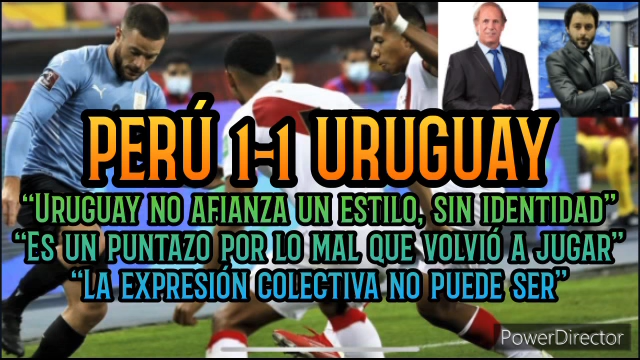 PERÚ 1-1 URUGUAY
“URUGUAY NO AFIANZA UN ESTILO, SIN IDENTIDAD”
“ES UN PUNTAZO POR LO MAL QUE VOLVIÓ A JUGAR”
“LA EXPRESIÓN COLECTIVA NO PUEDE SER”
PowerDirector